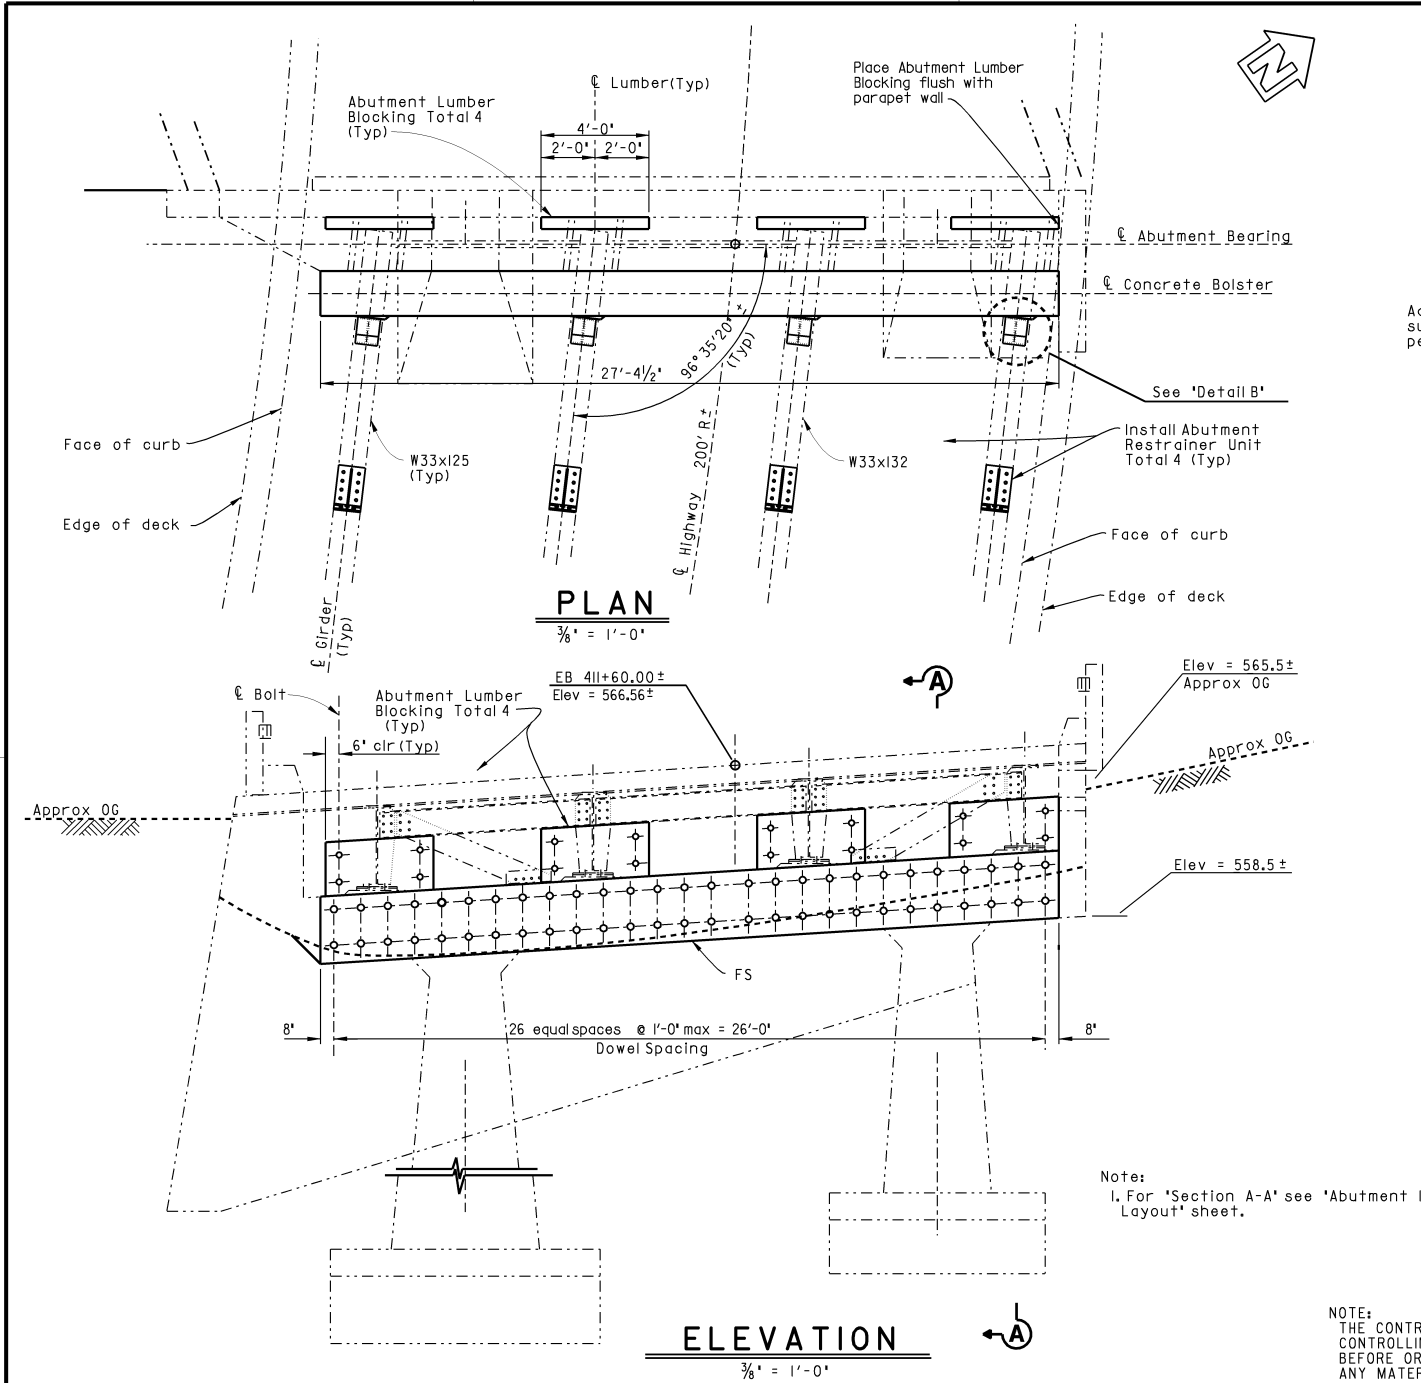 N
℄ Lumber(Typ)
Place Abutment Lumber
Blocking flush with
parapet wall
Abutment Lumber
Blocking Total 4
(Typ)
4'-0"
2'-0" 2'-0"
℄ Abutment Bearing
℄ Concrete Bolster
96° 35'20" ±
(Typ)
27'-4½"
See "Detail B"
Face of curb
W33x125
(Typ)
℄ Highway 200' R±
W33x132
Install Abutment
Restrainer Unit
Total 4 (Typ)
Edge of deck
Face of curb
Edge of deck
℄ Girder
(Typ)
PLAN
⅜" = 1'-0"
℄ Bolt
Abutment Lumber
Blocking Total 4
(Typ)
EB 411+60.00±
Elev = 566.56±
A
Elev = 565.5±
Approx OG
6" clr (Typ)
Approx OG
Approx OG
Elev = 558.5±
FS
8"
26 equal spaces @ 1'-0" max = 26'-0"
Dowel Spacing
8"
Note:
1. For "Section A-A" see "Abutment
Layout" sheet.
ELEVATION
⅜" = 1'-0"
A
NOTE:
THE
BEFORE
ANY